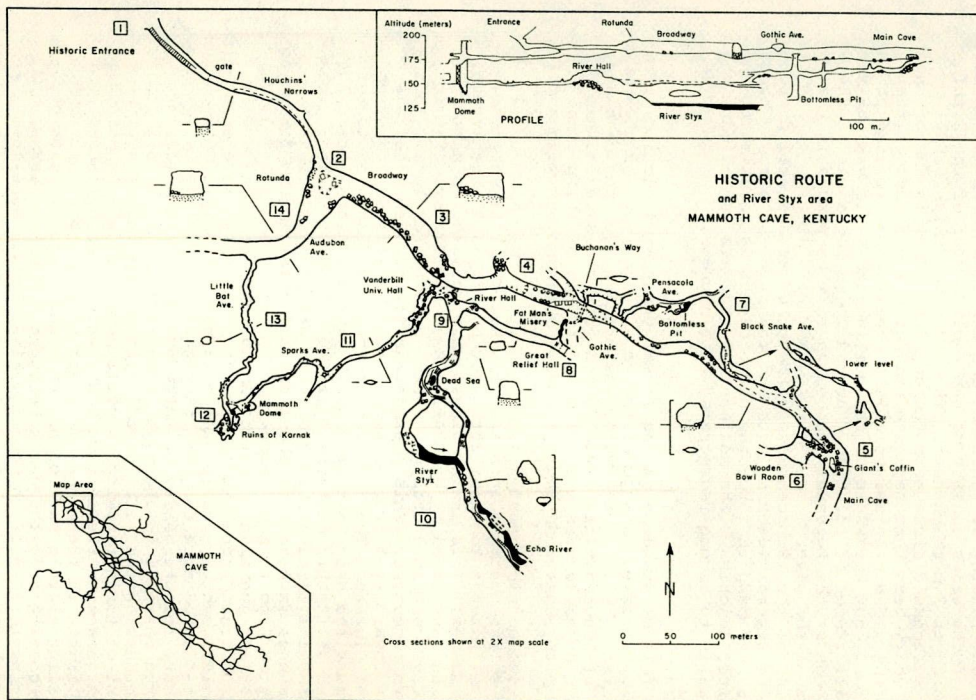 1
Historic Entrance
gate
Houchins'
Narrows
2
Rotunda
14
Broadway
3
Audubon
Ave.
Little
Bat
Ave.
13
Vanderbilt
Univ. Hall
River Hall
9
11
Sparks Ave.
Mammoth
Dome
12
Ruins of Karnak
4
Buchanan's Way
Fat Man's
Misery
Great
Relief Hall
8
Gothic
Ave.
Pensacola
Ave.
Bottomless
Pit
7
Black Snake Ave.
lower level
5
Giant's Coffin
Wooden
Bowl Room
6
Main Cave
Dead Sea
River
Styx
10
Echo River
Altitude (meters)
200
175
150
125
Entrance
Rotunda
Broadway
Gothic Ave.
Main Cave
River Hall
Mammoth
Dome
PROFILE
River Styx
Bottomless Pit
100 m.
HISTORIC ROUTE
and River Styx area
MAMMOTH CAVE, KENTUCKY
Map Area
MAMMOTH
CAVE
N
Cross sections shown at 2X map scale
0 50 100 meters